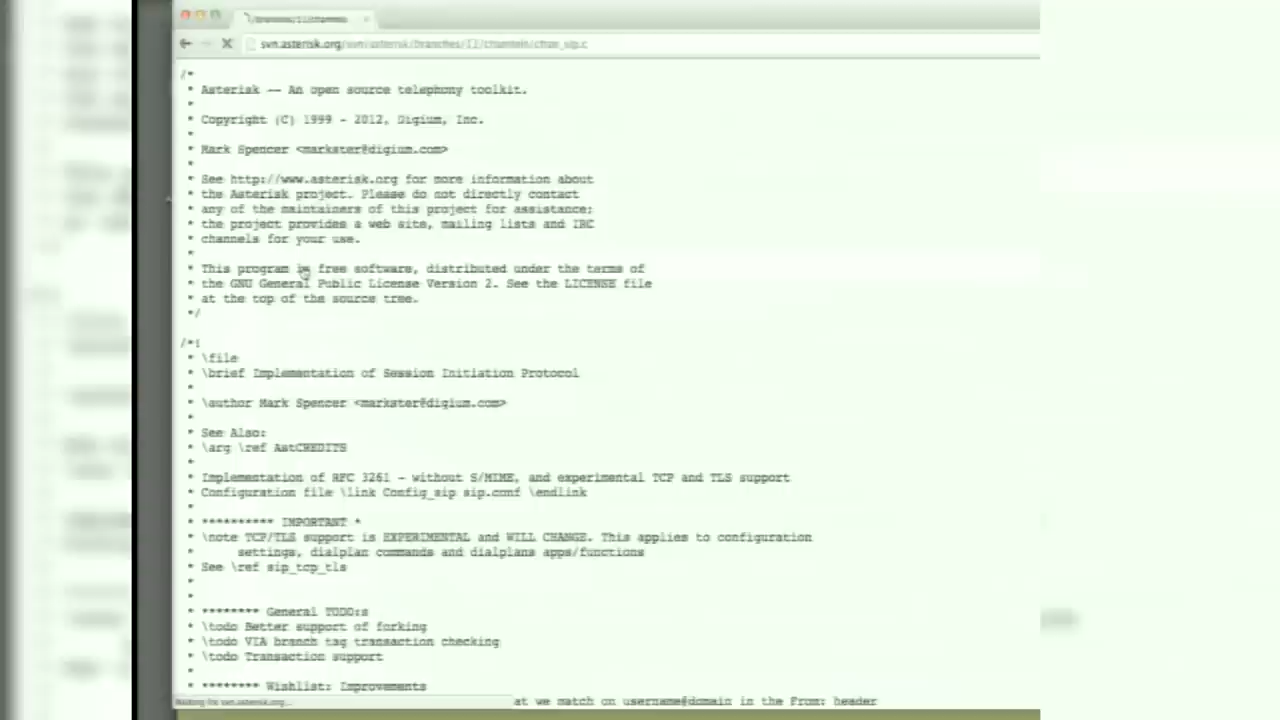 svn.asterisk.org/svn/asterisk/branches/11/channels/chan_sip.c
/*
* Asterisk -- An open source telephony toolkit.
*
* Copyright (C) 1999 - 2012, Digium, Inc.
*
* Mark Spencer <markster@digium.com>
*
* See http://www.asterisk.org for more information about
* the Asterisk project. Please do not directly contact
* any of the maintainers of this project for assistance;
* the project provides a web site, mailing lists and IRC
* channels for your use.
*
* This program is free software, distributed under the terms of
* the GNU General Public License Version 2. See the LICENSE file
* at the top of the source tree.
*/
/*!
* \file
* \brief Implementation of Session Initiation Protocol
*
* \author Mark Spencer <markster@digium.com>
*
* See Also:
* \arg \ref AstCREDITS
*
* Implementation of RFC 3261 - without S/MIME, and experimental TCP and TLS support
* Configuration file \link Config_sip sip.conf \endlink
*
* ********** IMPORTANT *
* \note TCP/TLS support is EXPERIMENTAL and WILL CHANGE. This applies to configuration
* settings, dialplan commands and dialplans apps/functions
* See \ref sip_tcp_tls
*
*
* ******** General TODO:s
* \todo Better support of forking
* \todo VIA branch tag transaction checking
* \todo Transaction support
*
* ******** Wishlist: Improvements
Waiting for svn.asterisk.org... at we match on username@domain in the From: header